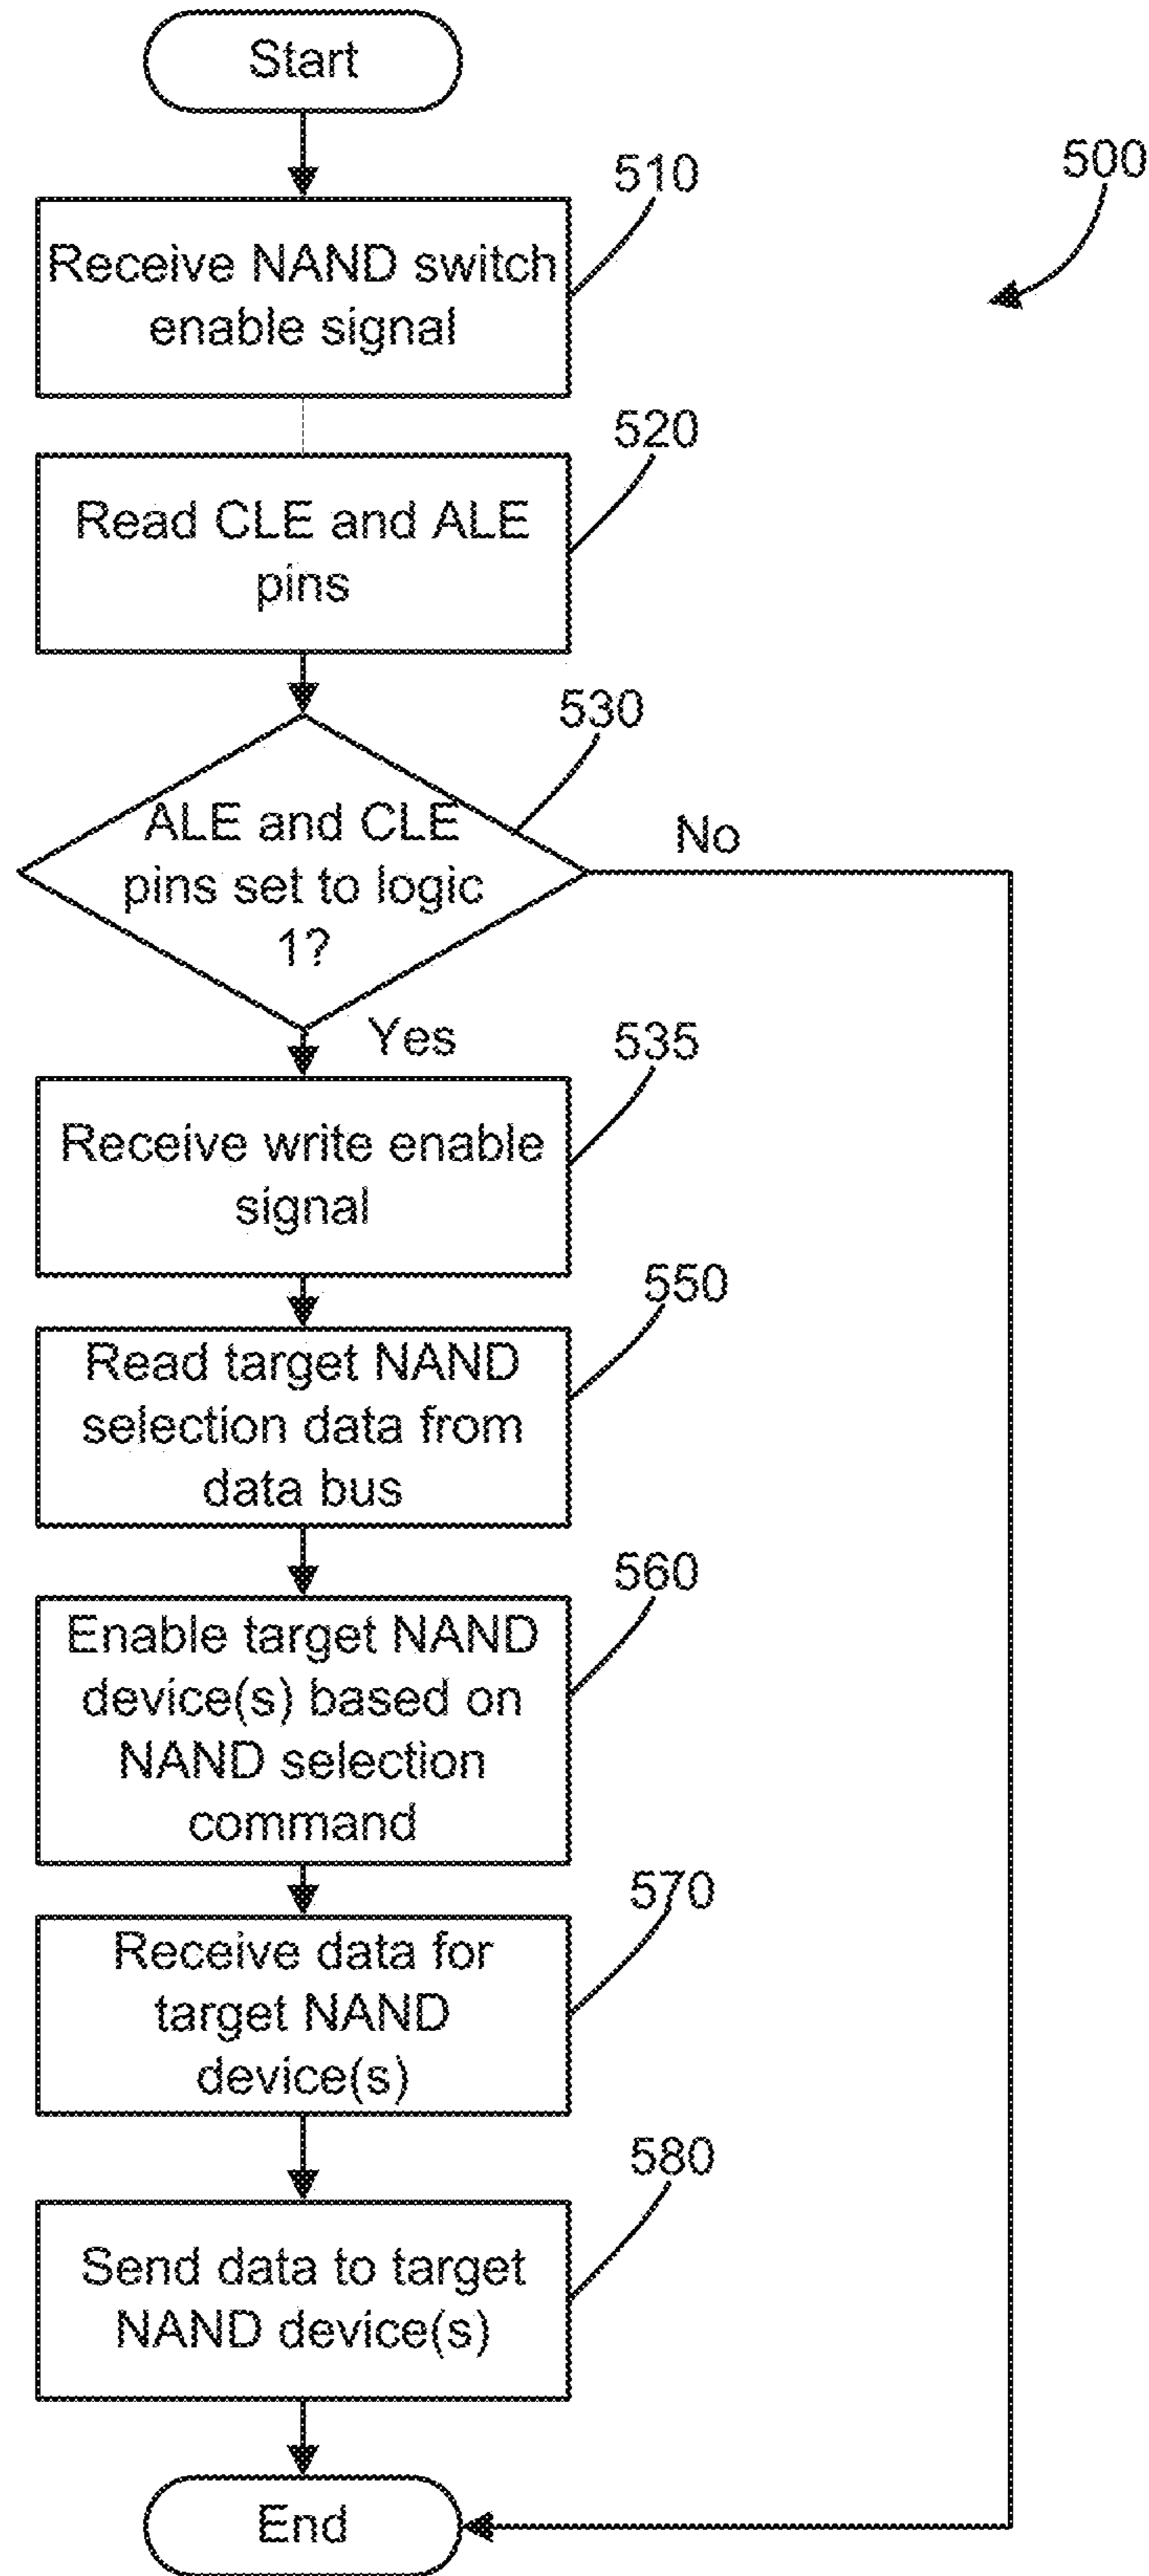 Start
510
500
Receive NAND switch
enable signal
520
Read CLE and ALE
pins
530
ALE and CLE
pins set to logic
1?
No
Yes
535
Receive write enable
signal
550
Read target NAND
selection data from
data bus
560
Enable target NAND
device(s) based on
NAND selection
command
570
Receive data for
target NAND
device(s)
580
Send data to target
NAND device(s)
End